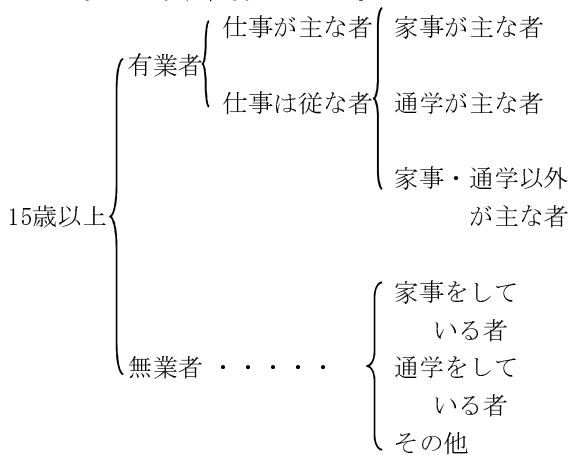 仕事が主な者 家事が主な者
有業者
仕事は従な者 通学が主な者
家事・通学以外
15歳以上 が主な者
家事をして
いる者
無業者 ・・・・・ 通学をして
いる者
その他